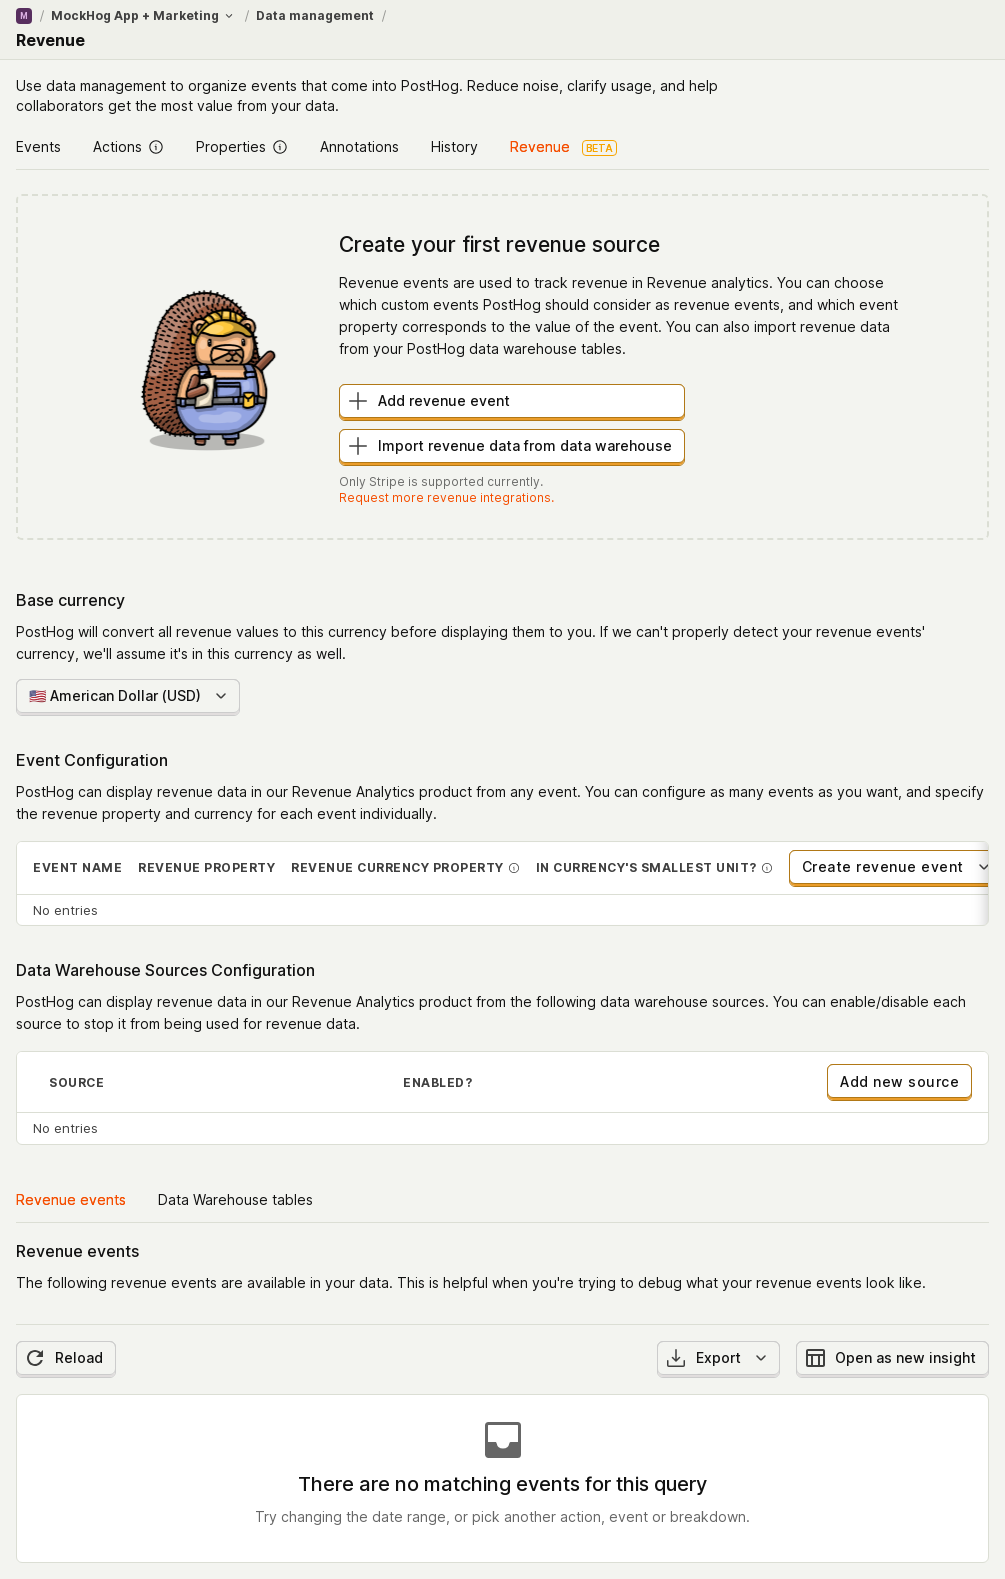 M / MockHog App + Marketing / Data management /
Revenue
Use data management to organize events that come into PostHog. Reduce noise, clarify usage, and help
collaborators get the most value from your data.
Events Actions Properties Annotations History Revenue BETA
Create your first revenue source
Revenue events are used to track revenue in Revenue analytics. You can choose
which custom events PostHog should consider as revenue events, and which event
property corresponds to the value of the event. You can also import revenue data
from your PostHog data warehouse tables.
Add revenue event
Import revenue data from data warehouse
Only Stripe is supported currently.
Request more revenue integrations.
Base currency
PostHog will convert all revenue values to this currency before displaying them to you. If we can't properly detect your revenue events'
currency, we'll assume it's in this currency as well.
🇺🇸 American Dollar (USD)
Event Configuration
PostHog can display revenue data in our Revenue Analytics product from any event. You can configure as many events as you want, and specify
the revenue property and currency for each event individually.
EVENT NAME REVENUE PROPERTY REVENUE CURRENCY PROPERTY IN CURRENCY'S SMALLEST UNIT? Create revenue event
No entries
Data Warehouse Sources Configuration
PostHog can display revenue data in our Revenue Analytics product from the following data warehouse sources. You can enable/disable each
source to stop it from being used for revenue data.
SOURCE ENABLED? Add new source
No entries
Revenue events Data Warehouse tables
Revenue events
The following revenue events are available in your data. This is helpful when you're trying to debug what your revenue events look like.
Reload Export Open as new insight
There are no matching events for this query
Try changing the date range, or pick another action, event or breakdown.